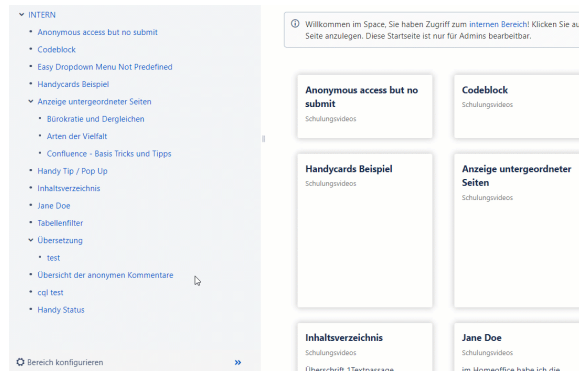 INTERN
Anonymous access but no submit
Codeblock
Easy Dropdown Menu Not Predefined
Handycards Beispiel
Anzeige untergeordneter Seiten
Bürokratie und Dergleichen
Arten der Vielfalt
Confluence - Basis Tricks und Tipps
Handy Tip / Pop Up
Inhaltsverzeichnis
Jane Doe
Tabellenfilter
Übersetzung
test
Übersicht der anonymen Kommentare
cql test
Handy Status
Bereich konfigurieren
Willkommen im Space, Sie haben Zugriff zum internen Bereich! Klicken Sie au
Seite anzulegen. Diese Startseite ist nur für Admins bearbeitbar.
Anonymous access but no
submit
Schulungsvideos
Codeblock
Schulungsvideos
Handycards Beispiel
Schulungsvideos
Anzeige untergeordneter
Seiten
Schulungsvideos
Inhaltsverzeichnis
Schulungsvideos
Überschrift 1Textpassage
Jane Doe
Schulungsvideos
im Homeoffice habe ich die